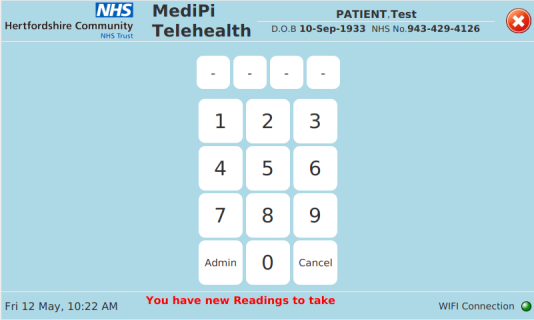 NHS
Hertfordshire Community
NHS Trust
MediPi
Telehealth
PATIENT.Test
D.O.B 10-Sep-1933 NHS No.943-429-4126
- - - -
1 2 3
4 5 6
7 8 9
Admin 0 Cancel
Fri 12 May, 10:22 AM
You have new Readings to take
WIFI Connection